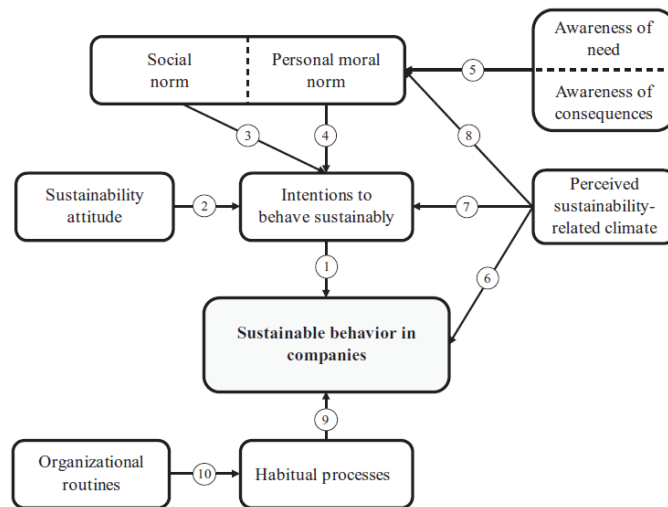 Awareness of
need
Social
norm
Personal moral
norm
5
Awareness of
consequences
3
4
8
Sustainability
attitude
2
Intentions to
behave sustainably
7
Perceived
sustainability-
related climate
1
6
Sustainable behavior in
companies
9
Organizational
routines
10
Habitual processes